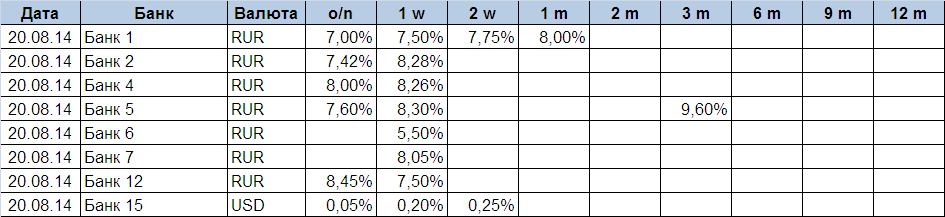 Дата Банк Валюта o/n 1 w 2 w 1 m 2 m 3 m 6 m 9 m 12 m
20.08.14 Банк 1 RUR 7,00% 7,50% 7,75% 8,00%
20.08.14 Банк 2 RUR 7,42% 8,28%
20.08.14 Банк 4 RUR 8,00% 8,26%
20.08.14 Банк 5 RUR 7,60% 8,30% 9,60%
20.08.14 Банк 6 RUR 5,50%
20.08.14 Банк 7 RUR 8,05%
20.08.14 Банк 12 RUR 8,45% 7,50%
20.08.14 Банк 15 USD 0,05% 0,20% 0,25%